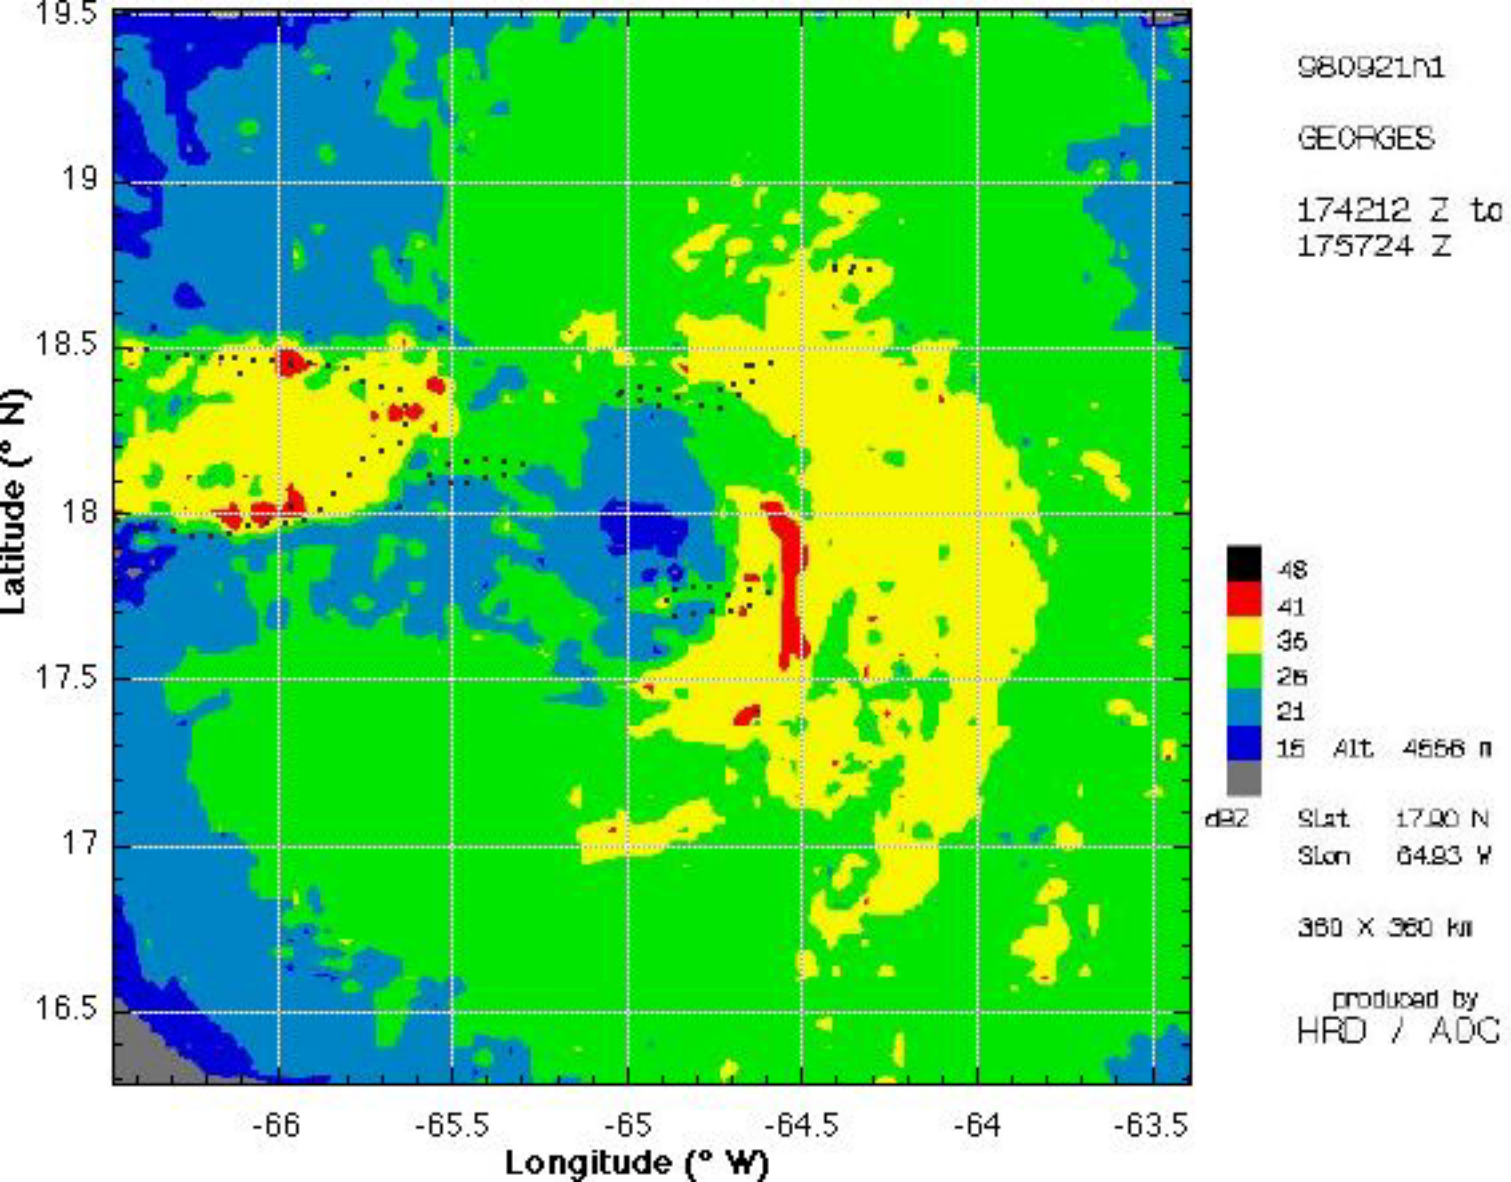 19.5
19
18.5
18
17.5
17
16.5
Latitude (° N)
-66
-65.5
-65
-64.5
-64
-63.5
Longitude (° W)
980921h1
GEORGES
174212 Z to
175724 Z
48
41
35
26
21
15 Alt 4556 m
dBZ Slat 17.90 N
Slon 64.93 W
360 X 360 km
produced by
HRD / AOC